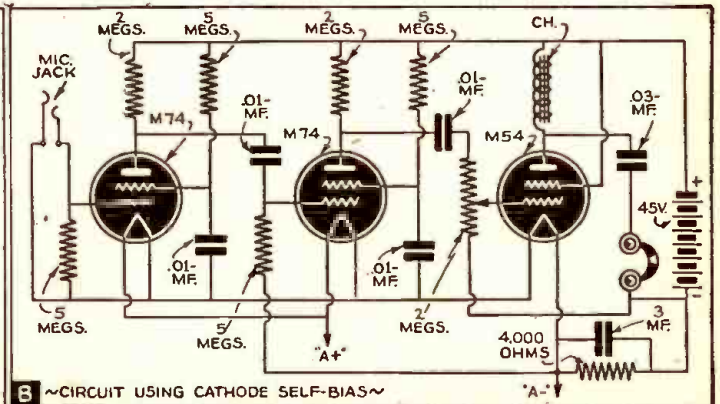 2
MEGS.
5
MEGS.
2
MEGS.
5
MEGS.
CH.
MIC.
JACK
M74
.01-
MF.
M74
.01-
MF.
M54
.03-
MF.
+
45V.
-
5
MEGS.
.01-
MF.
5
MEGS.
.01-
MF.
2
MEGS.
4,000
OHMS
3
MF.
"A+"
"A-"
B ~CIRCUIT USING CATHODE SELF-BIAS~